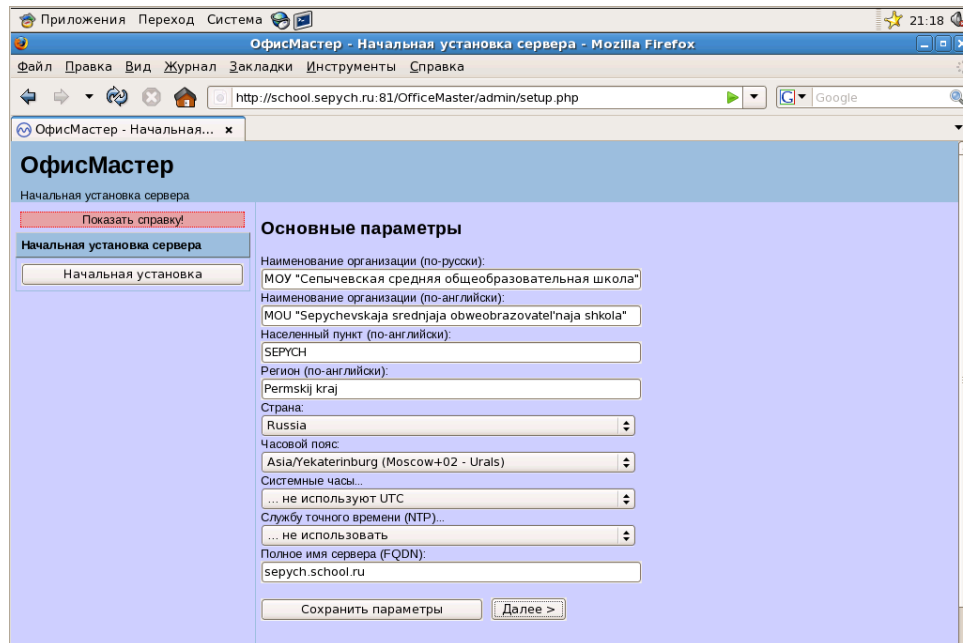 Приложения Переход Система 21:18
ОфисМастер - Начальная установка сервера - Mozilla Firefox
Файл Правка Вид Журнал Закладки Инструменты Справка
http://school.sepych.ru:81/OfficeMaster/admin/setup.php G Google
ОфисМастер - Начальная... x
ОфисМастер
Начальная установка сервера
Показать справку!
Начальная установка сервера
Начальная установка
Основные параметры
Наименование организации (по-русски):
МОУ "Сепычевская средняя общеобразовательная школа"
Наименование организации (по-английски):
MOU "Sepychevskaja srednjaja obweobrazovatel'naja shkola"
Населенный пункт (по-английски):
SEPYCH
Регион (по-английски):
Permskij kraj
Страна:
Russia
Часовой пояс:
Asia/Yekaterinburg (Moscow+02 - Urals)
Системные часы...
... не используют UTC
Службу точного времени (NTP)...
... не использовать
Полное имя сервера (FQDN):
sepych.school.ru
Сохранить параметры Далее >